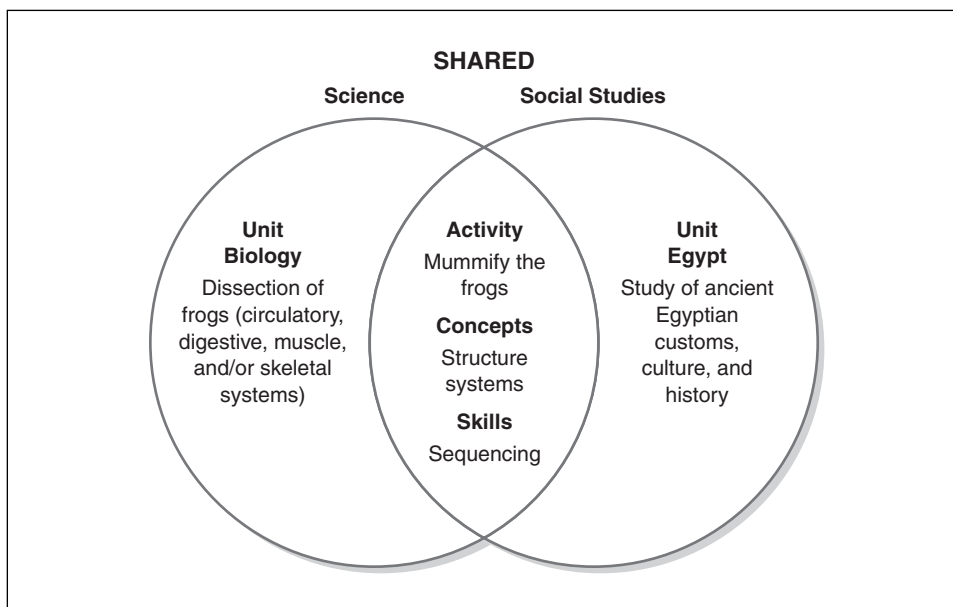 SHARED
Science
Social Studies
Unit
Biology
Dissection of
frogs (circulatory,
digestive, muscle,
and/or skeletal
systems)
Activity
Mummify the
frogs
Concepts
Structure
systems
Skills
Sequencing
Unit
Egypt
Study of ancient
Egyptian
customs,
culture, and
history